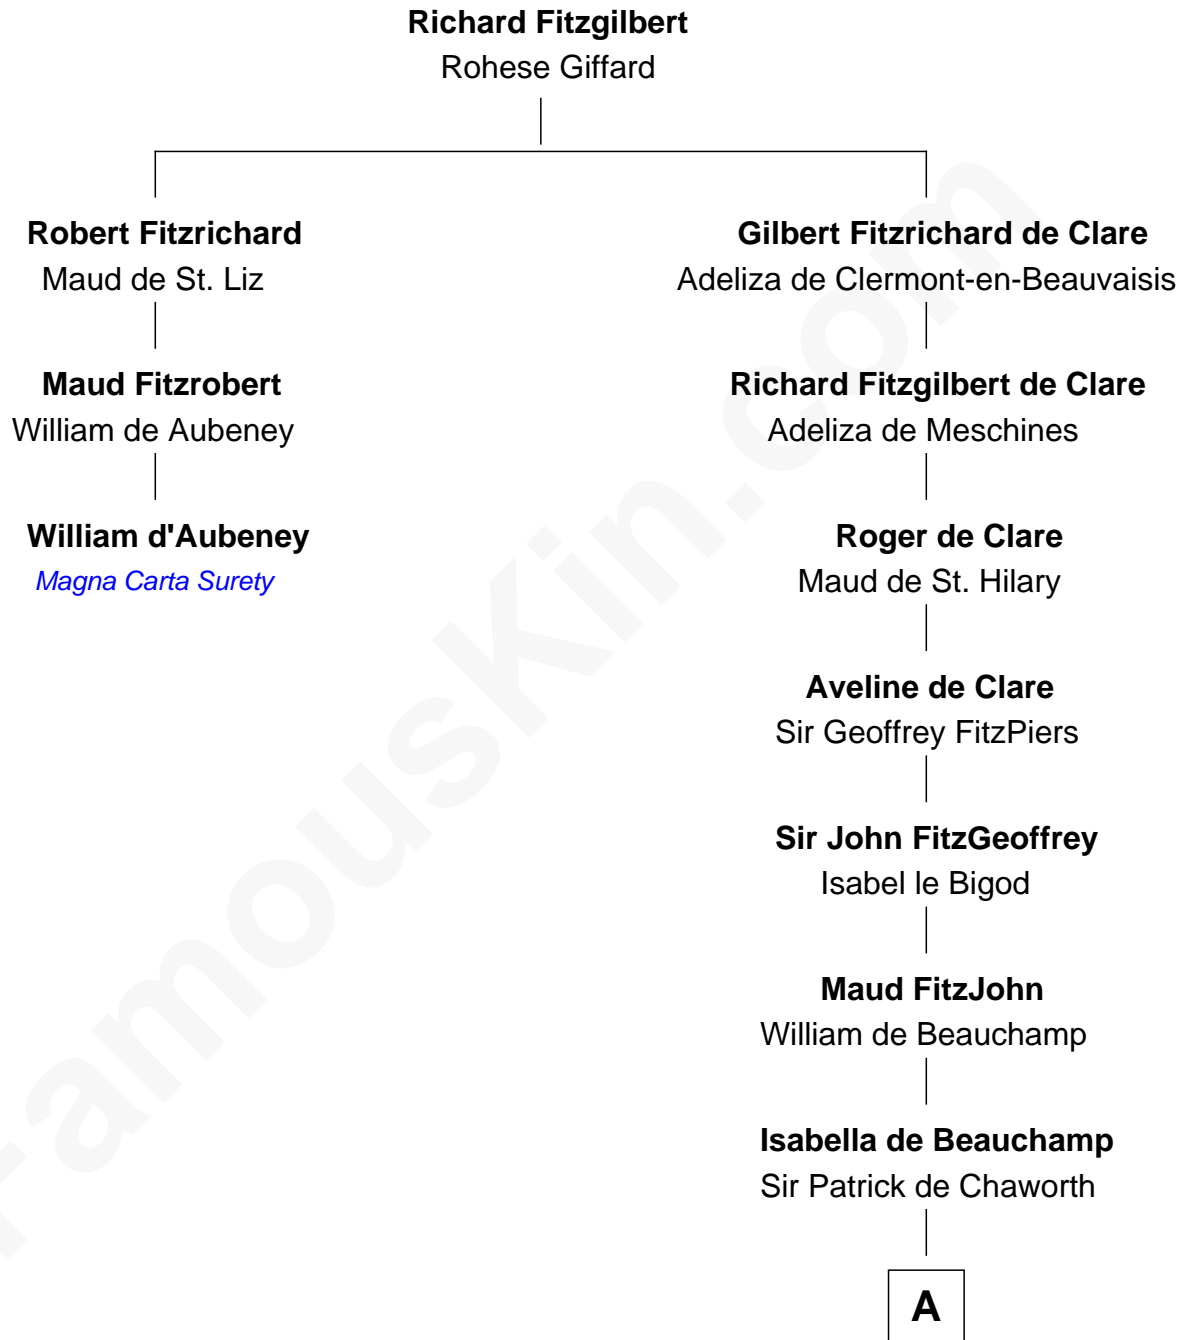 Richard Fitzgilbert
Rohese Giffard
Robert Fitzrichard
Maud de St. Liz
Gilbert Fitzrichard de Clare
Adeliza de Clermont-en-Beauvaisis
Maud Fitzrobert
William de Aubeney
Richard Fitzgilbert de Clare
Adeliza de Meschines
William d'Aubeney
Magna Carta Surety
Roger de Clare
Maud de St. Hilary
Aveline de Clare
Sir Geoffrey FitzPiers
Sir John FitzGeoffrey
Isabel le Bigod
Maud FitzJohn
William de Beauchamp
Isabella de Beauchamp
Sir Patrick de Chaworth
A
FamousKin.com